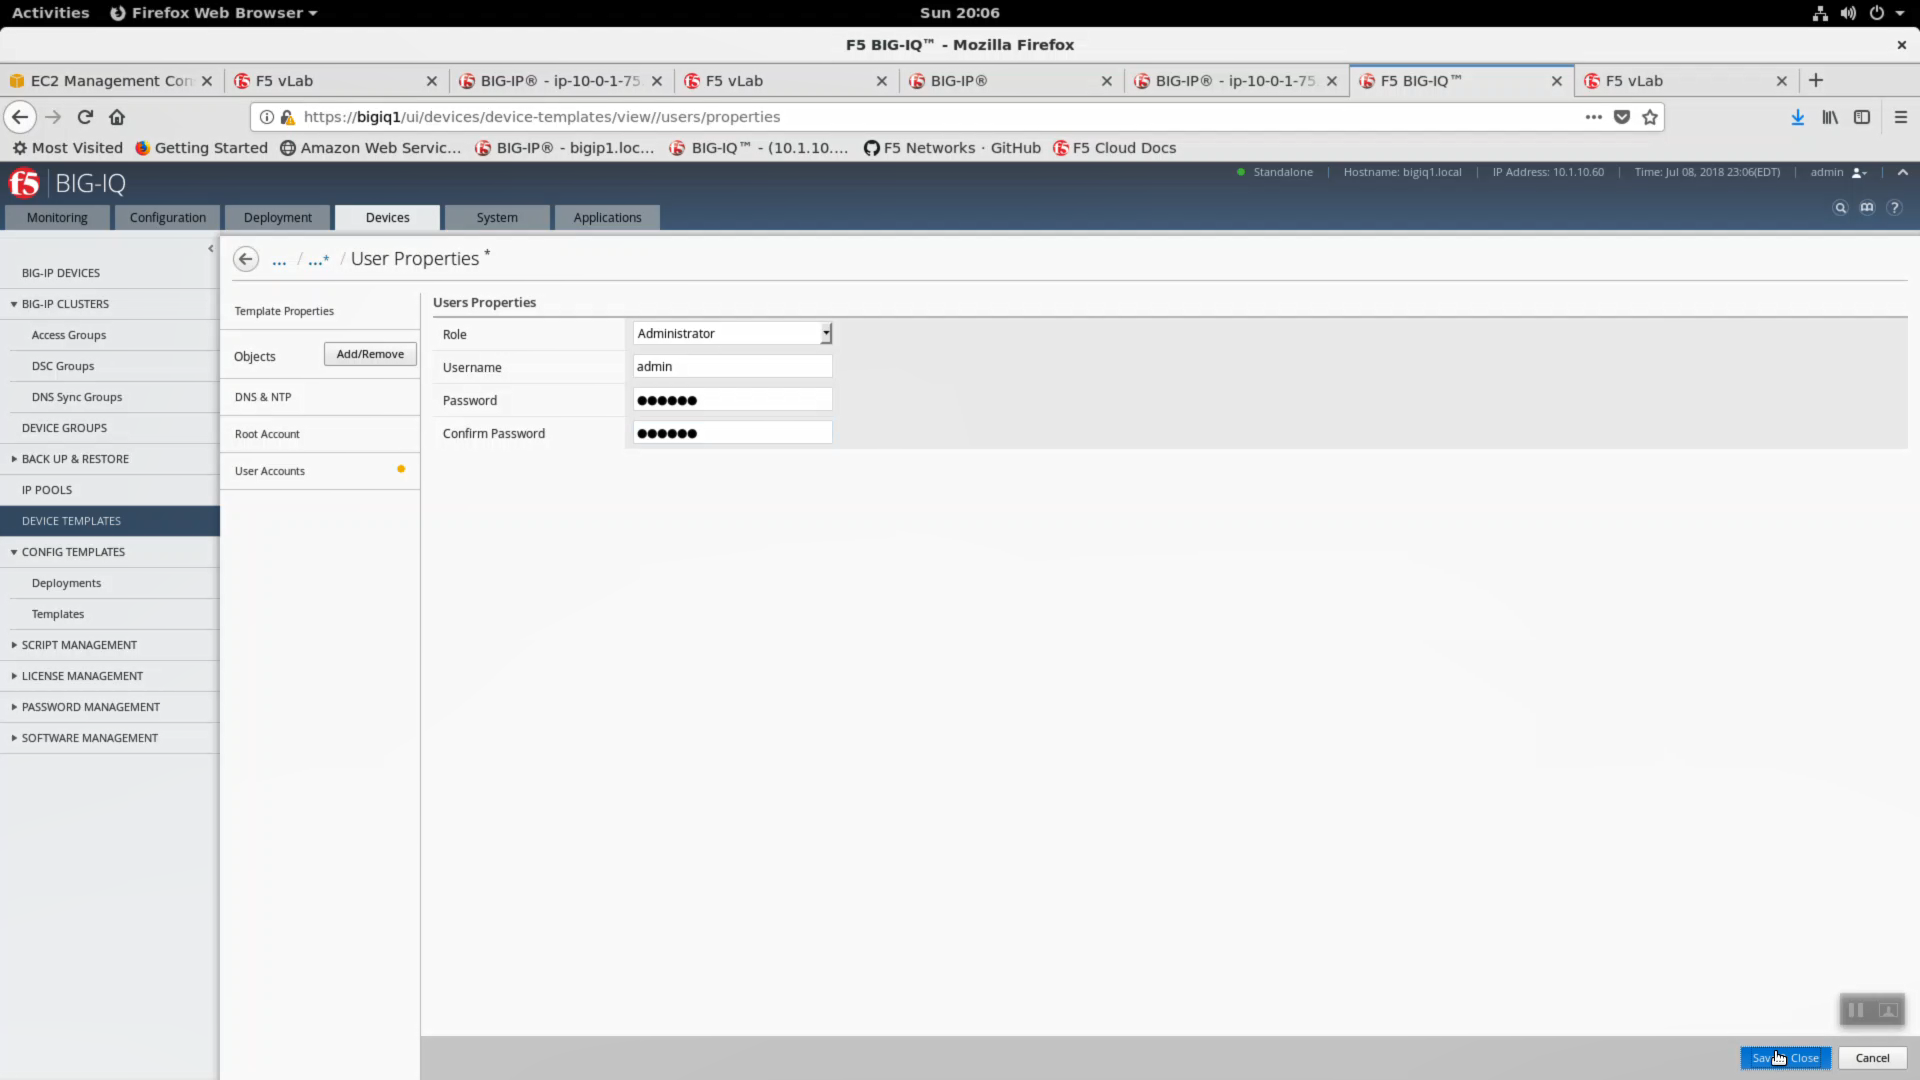 Activities Firefox Web Browser Sun 20:06
F5 BIG-IQ™ - Mozilla Firefox
EC2 Management Con F5 vLab BIG-IP® - ip-10-0-1-75 F5 vLab BIG-IP® BIG-IP® - ip-10-0-1-75 F5 BIG-IQ™ F5 vLab
https://bigiq1/ui/devices/device-templates/view//users/properties
Most Visited Getting Started Amazon Web Servic... BIG-IP® - bigip1.loc... BIG-IQ™ - (10.1.10.... F5 Networks · GitHub F5 Cloud Docs
f5 BIG-IQ Standalone Hostname: bigiq1.local IP Address: 10.1.10.60 Time: Jul 08, 2018 23:06(EDT) admin
Monitoring Configuration Deployment Devices System Applications
BIG-IP DEVICES
BIG-IP CLUSTERS
Access Groups
DSC Groups
DNS Sync Groups
DEVICE GROUPS
BACK UP & RESTORE
IP POOLS
DEVICE TEMPLATES
CONFIG TEMPLATES
Deployments
Templates
SCRIPT MANAGEMENT
LICENSE MANAGEMENT
PASSWORD MANAGEMENT
SOFTWARE MANAGEMENT
... / ...* / User Properties *
Template Properties
Objects Add/Remove
DNS & NTP
Root Account
User Accounts
Users Properties
Role Administrator
Username admin
Password ●●●●●●
Confirm Password ●●●●●●
Close Cancel